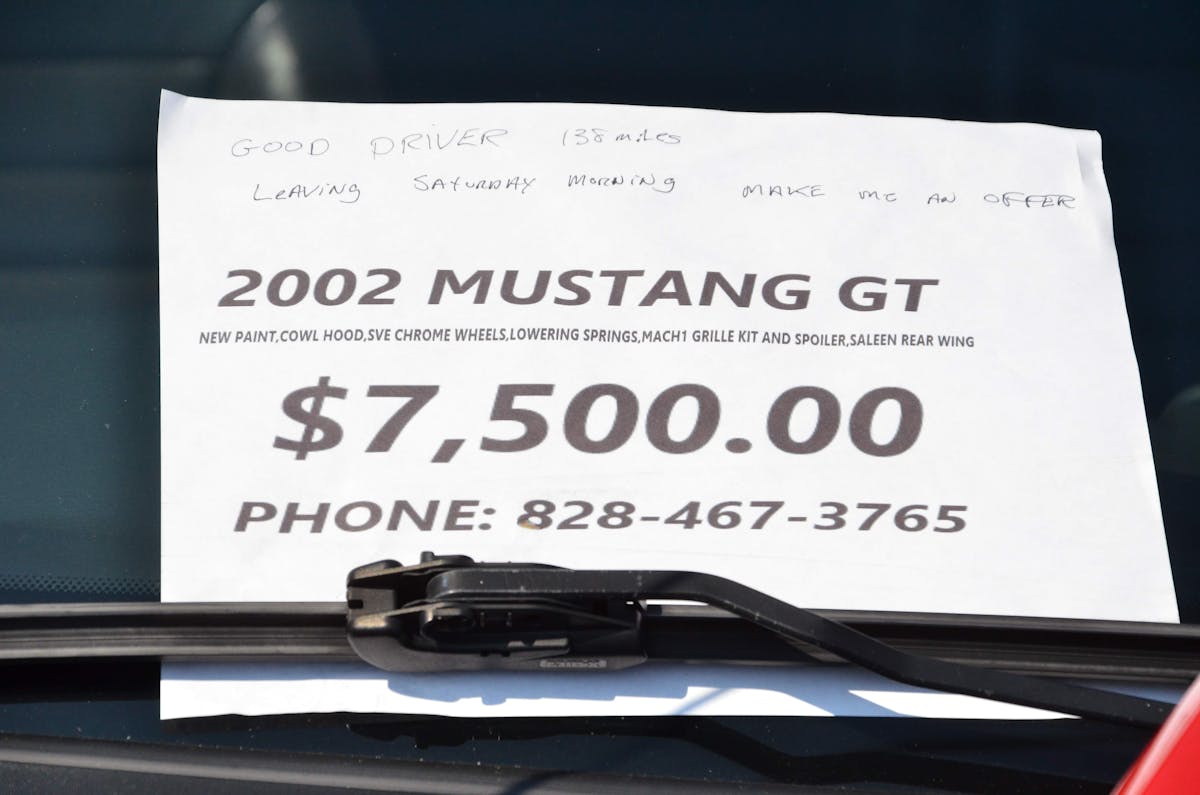 GOOD DRIVER 138 miles
LeAViNg SAtURDAY MORNiNg MAKE ME AN OFFER
2002 MUSTANG GT
NEW PAINT,COWL HOOD,SVE CHROME WHEELS,LOWERING SPRINGS,MACH1 GRILLE KIT AND SPOILER,SALEEN REAR WING
$7,500.00
PHONE: 828-467-3765